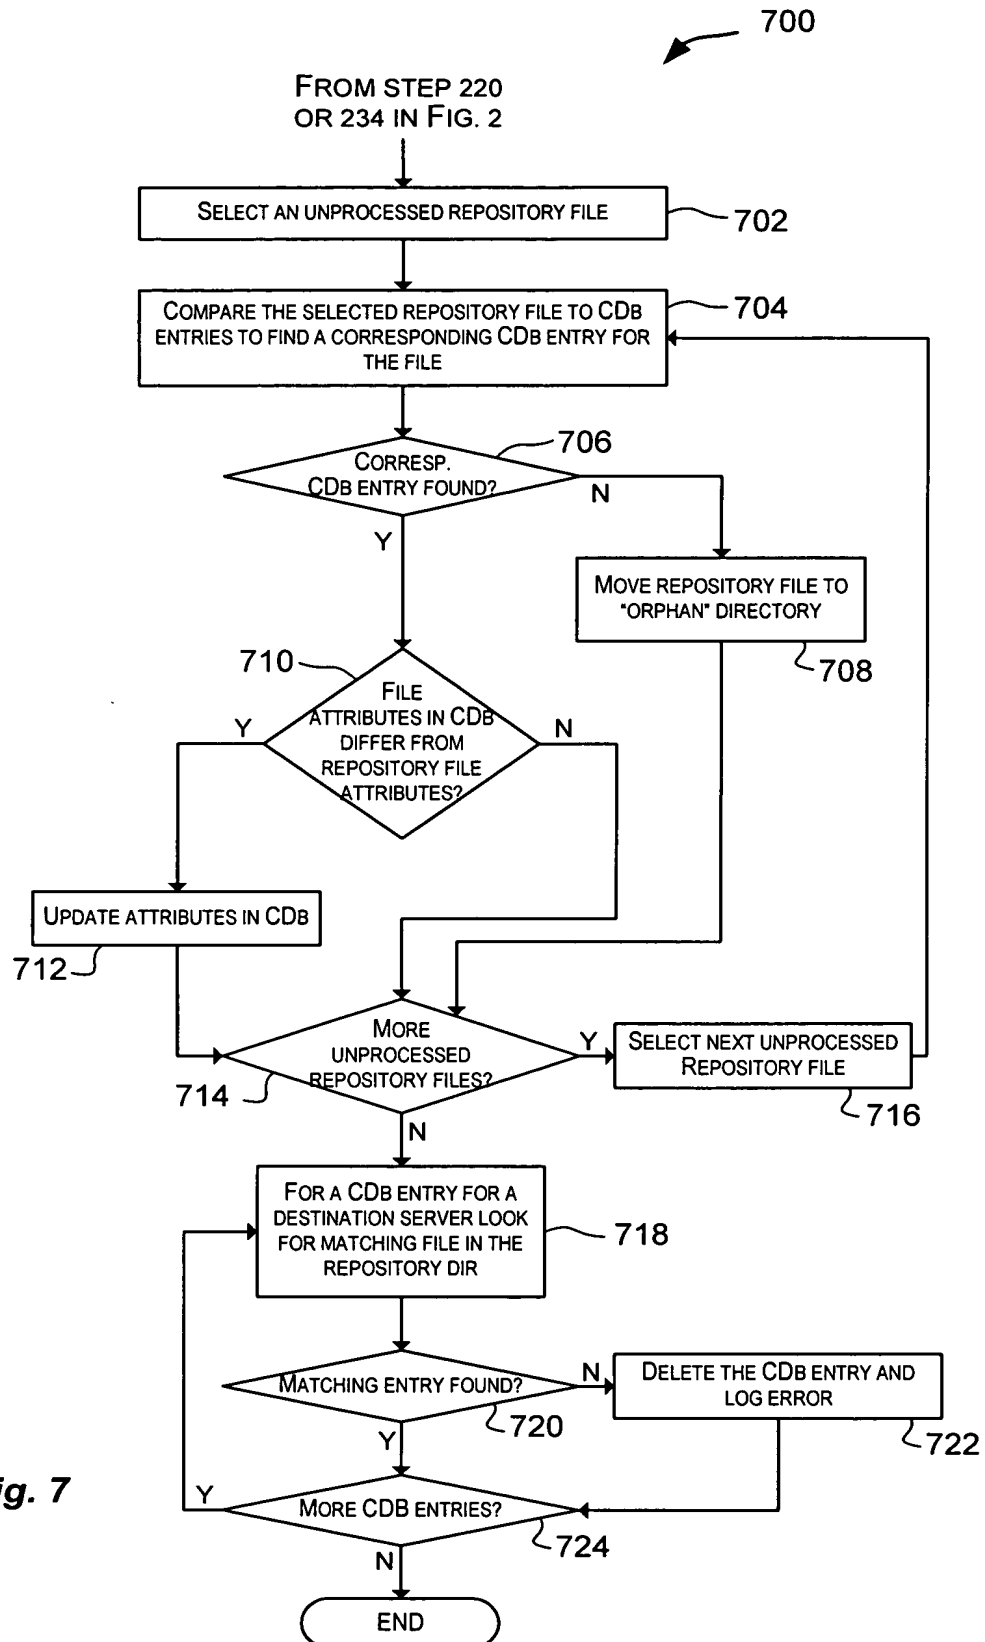 700
FROM STEP 220
OR 234 IN FIG. 2
SELECT AN UNPROCESSED REPOSITORY FILE
702
COMPARE THE SELECTED REPOSITORY FILE TO CDB
ENTRIES TO FIND A CORRESPONDING CDB ENTRY FOR
THE FILE
704
CORRESP.
CDB ENTRY FOUND?
706
N
Y
MOVE REPOSITORY FILE TO
"ORPHAN" DIRECTORY
708
710
FILE
ATTRIBUTES IN CDB
DIFFER FROM
REPOSITORY FILE
ATTRIBUTES?
Y
N
UPDATE ATTRIBUTES IN CDB
712
MORE
UNPROCESSED
REPOSITORY FILES?
714
Y
SELECT NEXT UNPROCESSED
REPOSITORY FILE
716
N
FOR A CDB ENTRY FOR A
DESTINATION SERVER LOOK
FOR MATCHING FILE IN THE
REPOSITORY DIR
718
MATCHING ENTRY FOUND?
720
N
DELETE THE CDB ENTRY AND
LOG ERROR
722
Y
ig. 7
MORE CDB ENTRIES?
724
Y
N
END